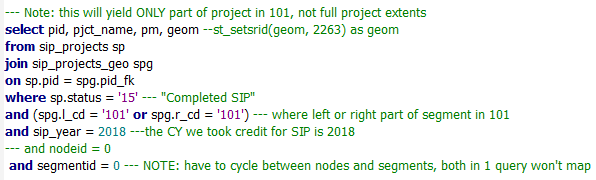 --- Note: this will yield ONLY part of project in 101, not full project extents
select pid, pjct_name, pm, geom --st_setsrid(geom, 2263) as geom
from sip_projects sp
join sip_projects_geo spg
on sp.pid = spg.pid_fk
where sp.status = '15' --- "Completed SIP"
and (spg.l_cd = '101' or spg.r_cd = '101') --- where left or right part of segment in 101
and sip_year = 2018 ---the CY we took credit for SIP is 2018
--- and nodeid = 0
and segmentid = 0 --- NOTE: have to cycle between nodes and segments, both in 1 query won't map